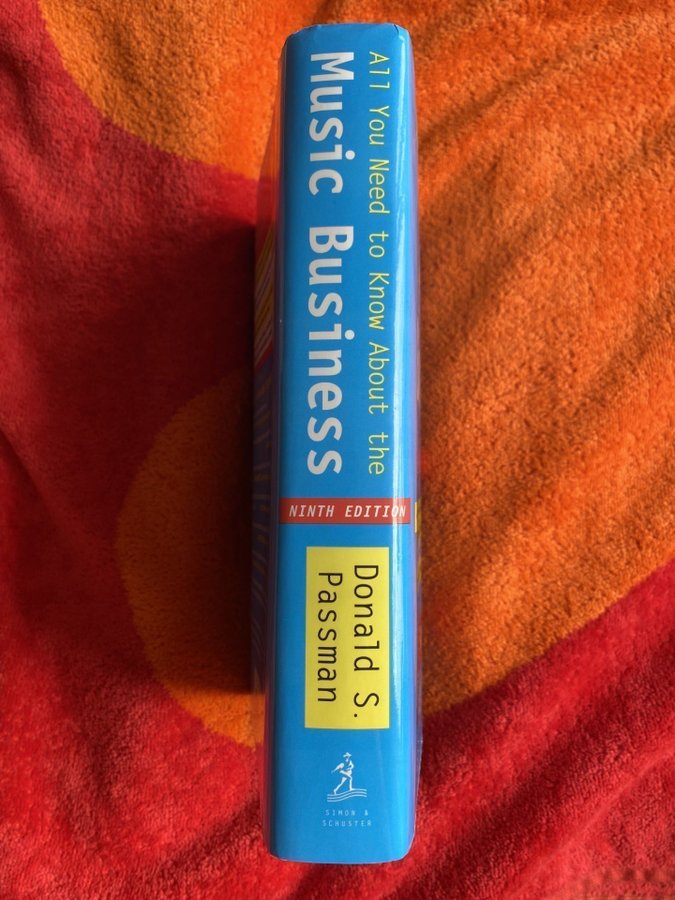 All You Need to Know About the
Music Business
NINTH EDITION
Donald S.
Passman
SIMON &
SCHUSTER